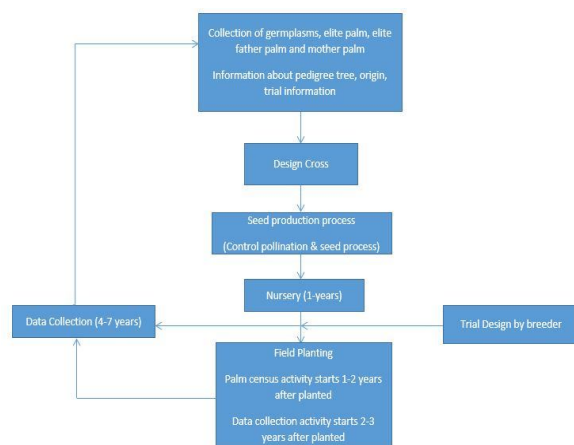 Collection of germplasms, elite palm, elite
father palm and mother palm
Information about pedigree tree, origin,
trial information
Design Cross
Seed production process
(Control pollination & seed process)
Nursery (1-years)
Data Collection (4-7 years)
Trial Design by breeder
Field Planting
Palm census activity starts 1-2 years
after planted
Data collection activity starts 2-3
years after planted